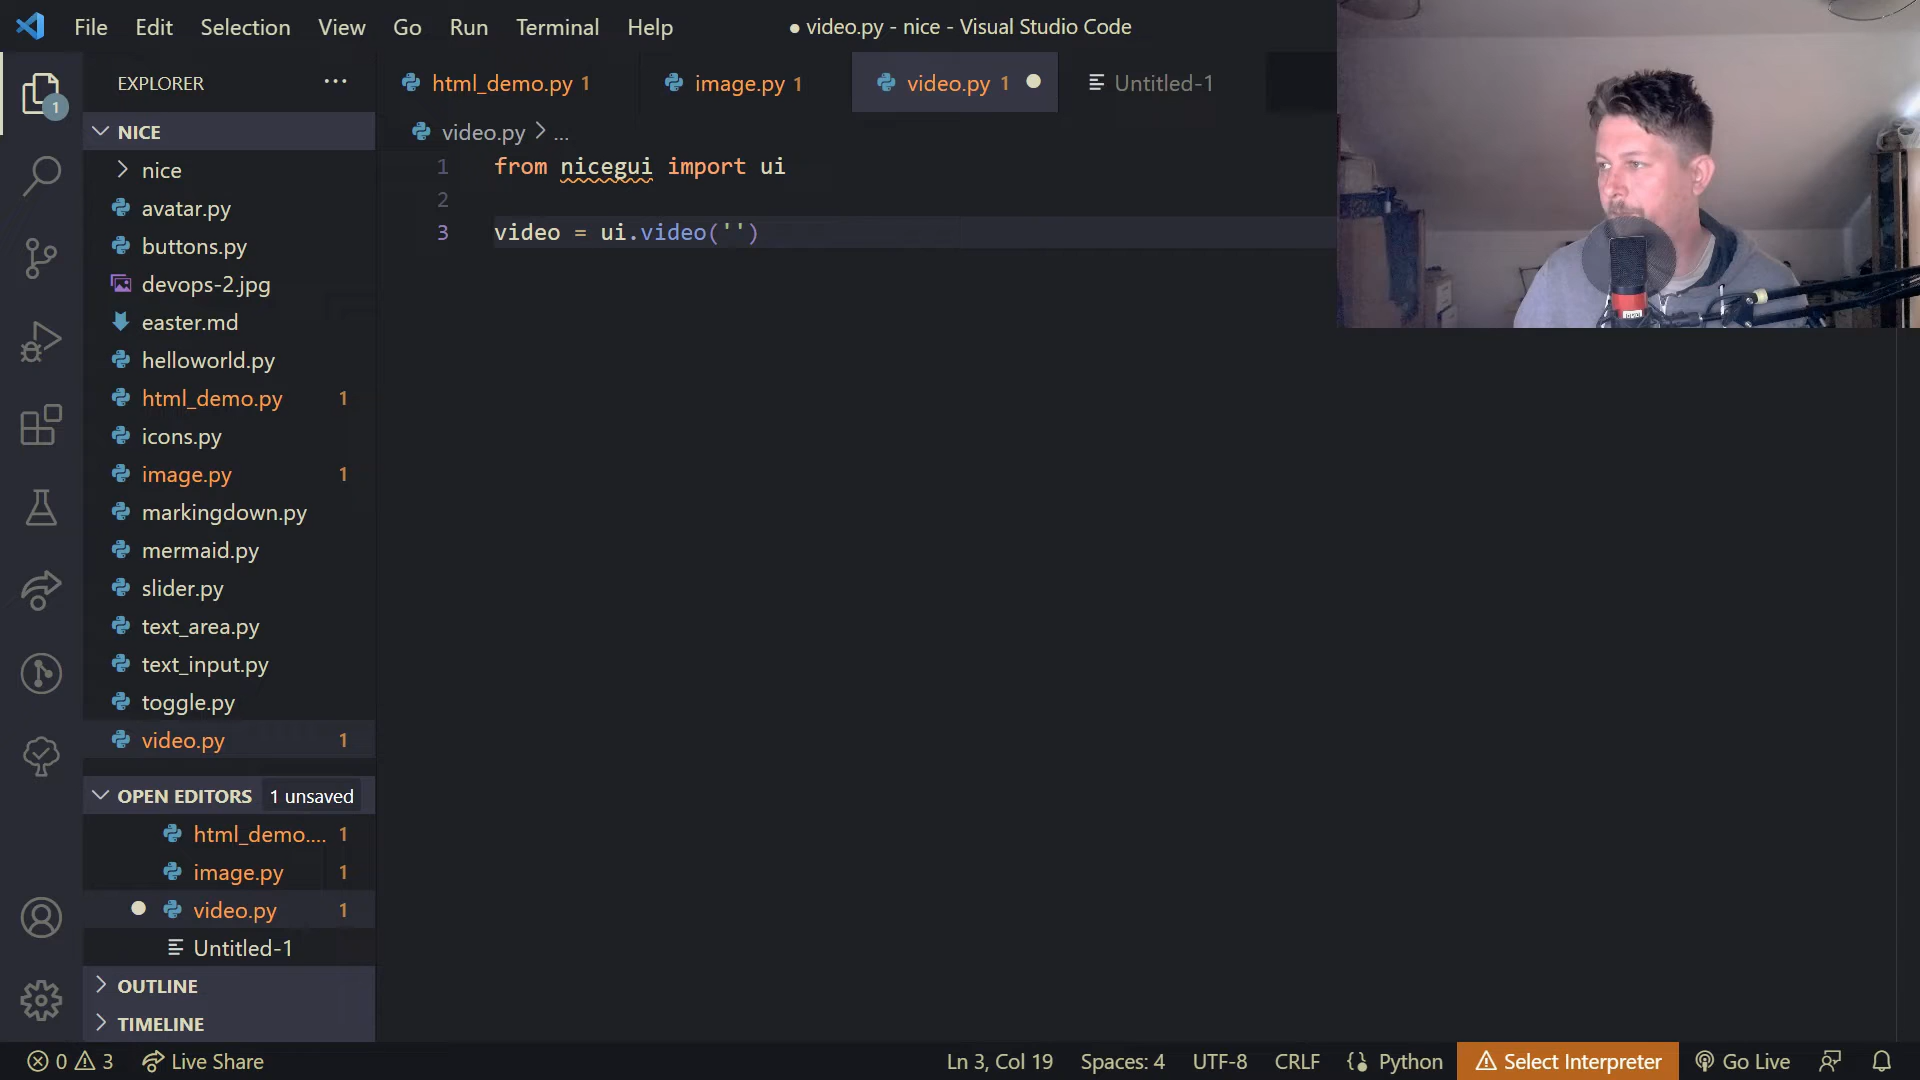 File Edit Selection View Go Run Terminal Help
● video.py - nice - Visual Studio Code
EXPLORER ...
html_demo.py 1
image.py 1
video.py 1
Untitled-1
1
NICE
video.py > ...
nice
avatar.py
buttons.py
devops-2.jpg
easter.md
helloworld.py
html_demo.py 1
icons.py
image.py 1
markingdown.py
mermaid.py
slider.py
text_area.py
text_input.py
toggle.py
video.py 1
1 from nicegui import ui
2
3 video = ui.video('')
OPEN EDITORS 1 unsaved
html_demo.... 1
image.py 1
video.py 1
Untitled-1
OUTLINE
TIMELINE
0 3 Live Share
Ln 3, Col 19 Spaces: 4 UTF-8 CRLF Python Select Interpreter Go Live